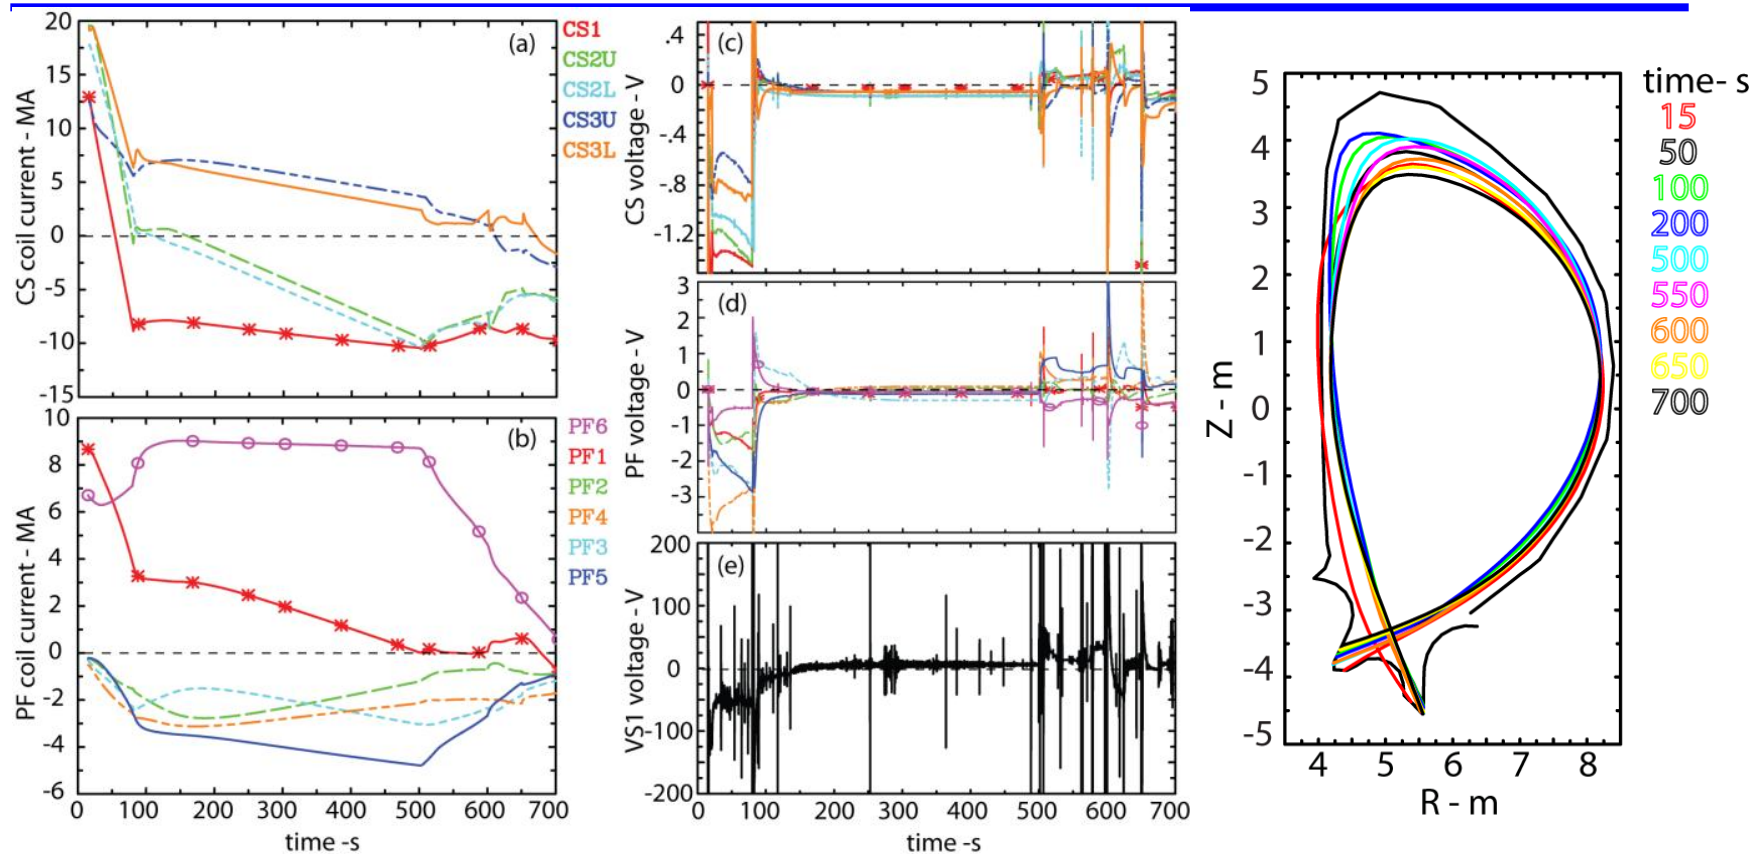 (a)
CS coil current - MA
20
15
10
5
0
-5
-10
-15
CS1
CS2U
CS2L
CS3U
CS3L
(b)
PF coil current - MA
10
8
6
4
2
0
-2
-4
-6
0 100 200 300 400 500 600 700
time -s
PF6
PF1
PF2
PF4
PF3
PF5
(c)
CS voltage - V
.4
0
-.4
-.8
-1.2
(d)
PF voltage - V
3
2
1
0
-1
-2
-3
(e)
VS1 voltage - V
200
100
0
-100
-200
0 100 200 300 400 500 600 700
time -s
Z - m
5
4
3
2
1
0
-1
-2
-3
-4
-5
4 5 6 7 8
R - m
time- s
15
50
100
200
500
550
600
650
700